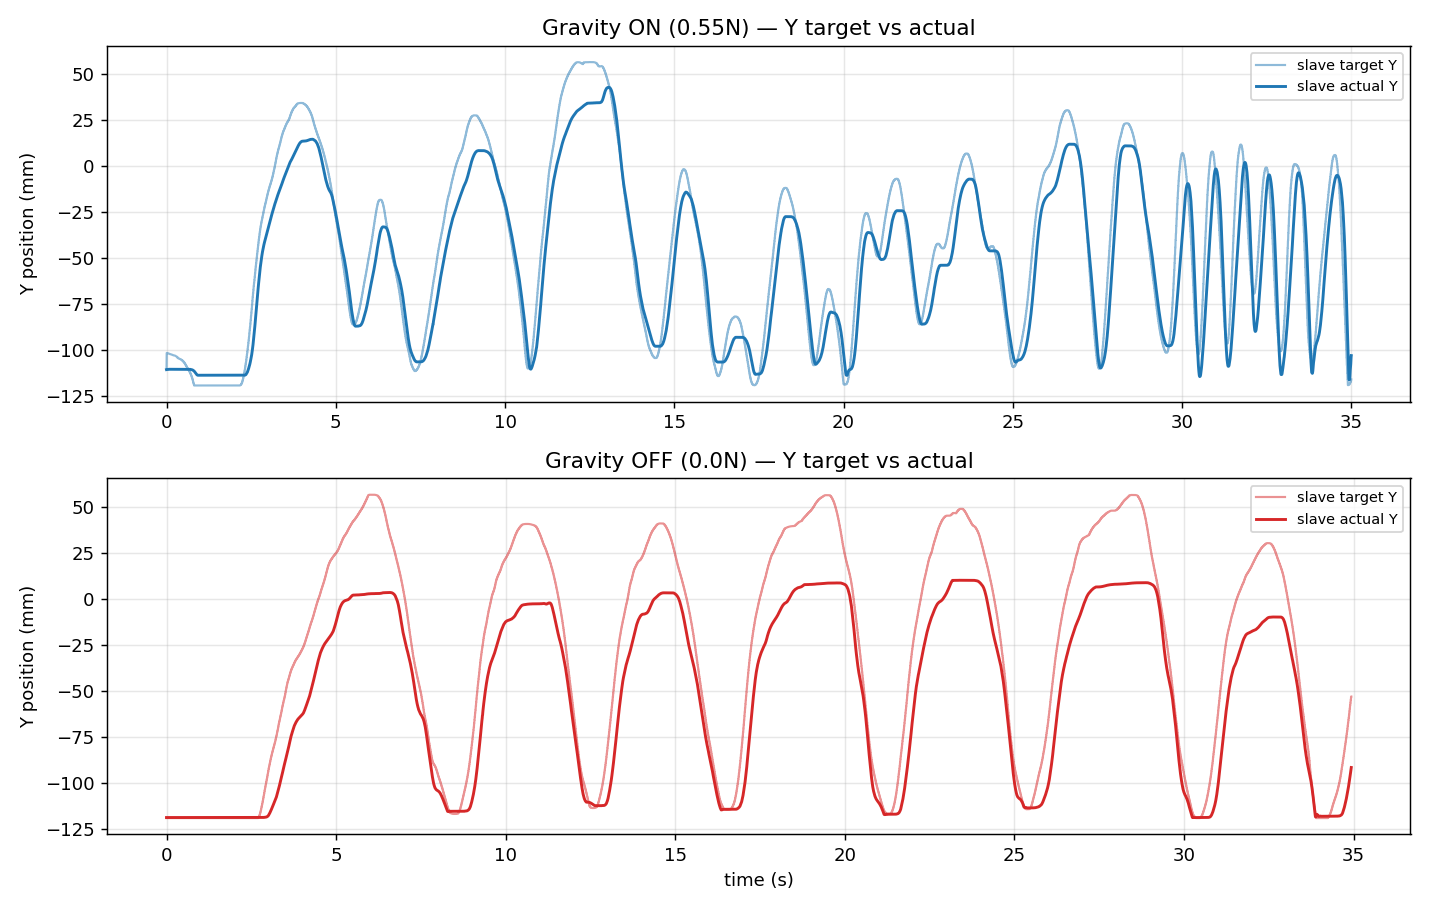 Gravity ON (0.55N) — Y target vs actual
slave target Y
slave actual Y
Y position (mm)
50
25
0
−25
−50
−75
−100
−125
0 5 10 15 20 25 30 35
Gravity OFF (0.0N) — Y target vs actual
slave target Y
slave actual Y
Y position (mm)
50
25
0
−25
−50
−75
−100
−125
0 5 10 15 20 25 30 35
time (s)